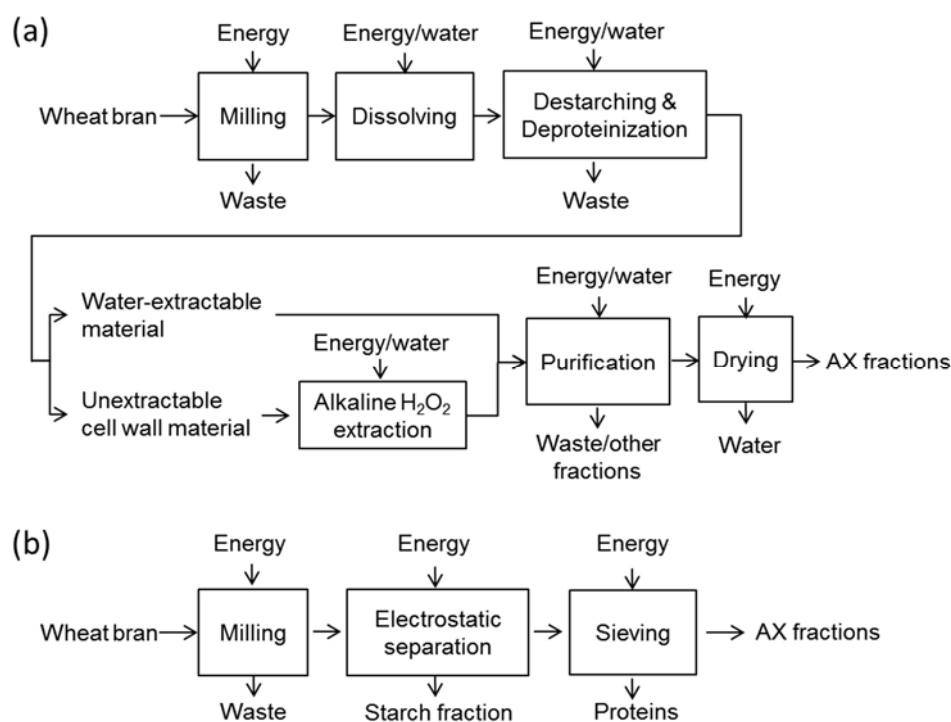 (a)
Energy
Energy/water
Energy/water
Wheat bran
Milling
Dissolving
Destarching &
Deproteinization
Waste
Waste
Water-extractable
material
Energy/water
Energy
Energy/water
Purification
Drying
AX fractions
Unextractable
cell wall material
Alkaline H₂O₂
extraction
Waste/other
fractions
Water
(b)
Energy
Energy
Energy
Wheat bran
Milling
Electrostatic
separation
Sieving
AX fractions
Waste
Starch fraction
Proteins